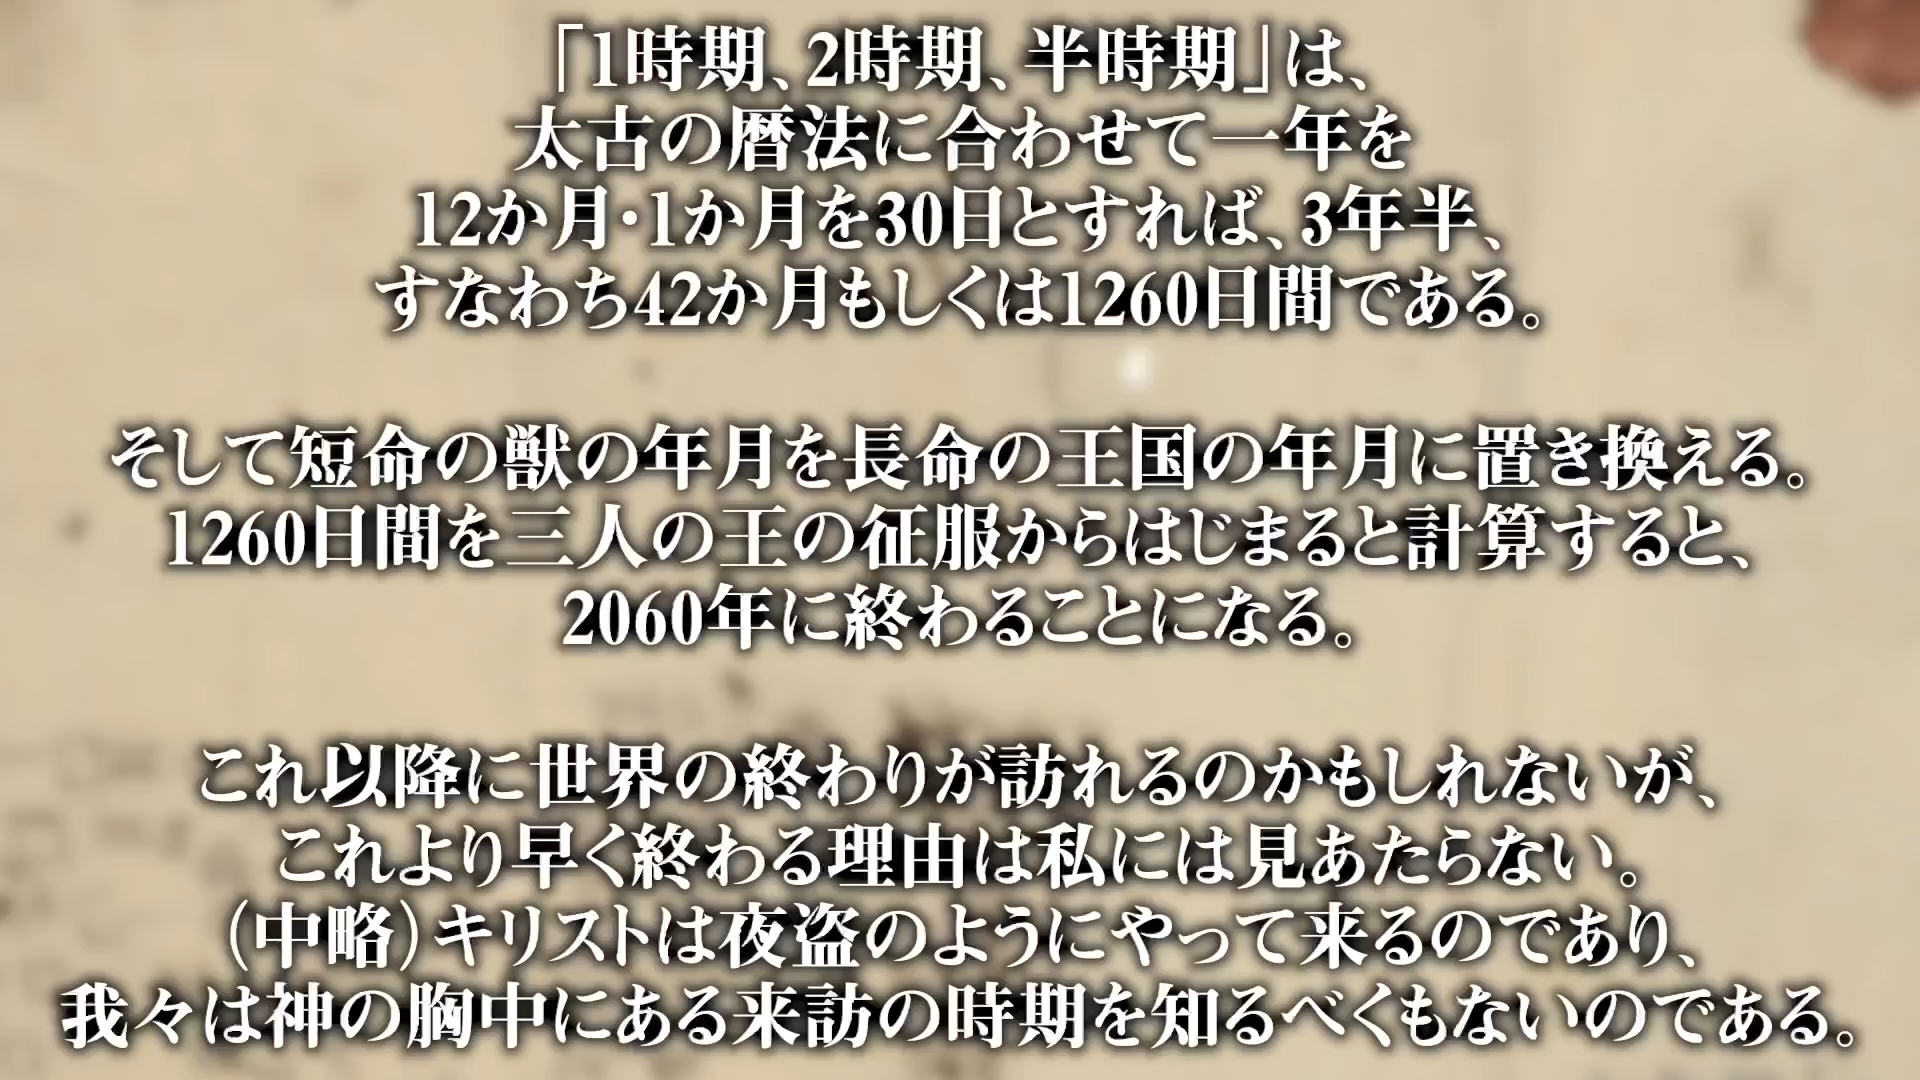 「1時期、2時期、半時期」は、
太古の暦法に合わせて一年を
12か月・1か月を30日とすれば、3年半、
すなわち42か月もしくは1260日間である。
そして短命の獣の年月を長命の王国の年月に置き換える。
1260日間を三人の王の征服からはじまると計算すると、
2060年に終わることになる。
これ以降に世界の終わりが訪れるのかもしれないが、
これより早く終わる理由は私には見あたらない。
(中略)キリストは夜盗のようにやって来るのであり、
我々は神の胸中にある来訪の時期を知るべくもないのである。